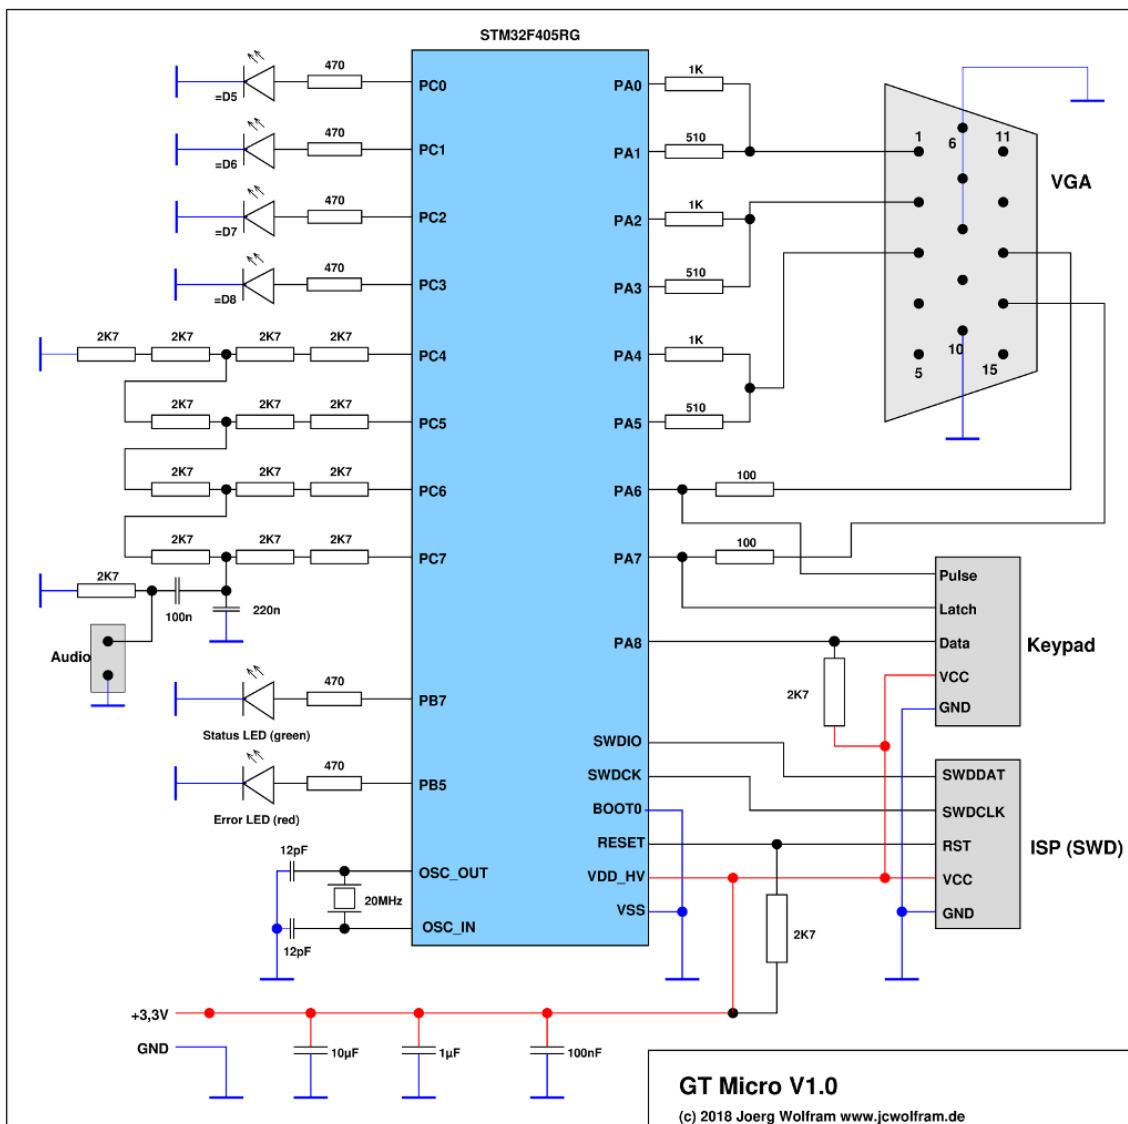 STM32F405RG
=D5
470
PC0
=D6
470
PC1
=D7
470
PC2
=D8
470
PC3
2K7
2K7
2K7
2K7
PC4
2K7
2K7
2K7
PC5
2K7
2K7
2K7
PC6
2K7
2K7
2K7
PC7
2K7
100n
220n
Audio
470
PB7
Status LED (green)
470
PB5
Error LED (red)
12pF
OSC_OUT
20MHz
OSC_IN
12pF
PA0
1K
PA1
510
PA2
1K
PA3
510
PA4
1K
PA5
510
PA6
100
PA7
100
PA8
2K7
SWDIO
SWDCK
BOOT0
RESET
VDD_HV
VSS
2K7
1
6
11
5
10
15
VGA
Pulse
Latch
Data
VCC
GND
Keypad
SWDDAT
SWDCLK
RST
VCC
GND
ISP (SWD)
+3,3V
GND
10µF
1µF
100nF
GT Micro V1.0
(c) 2018 Joerg Wolfram www.jcwolfram.de